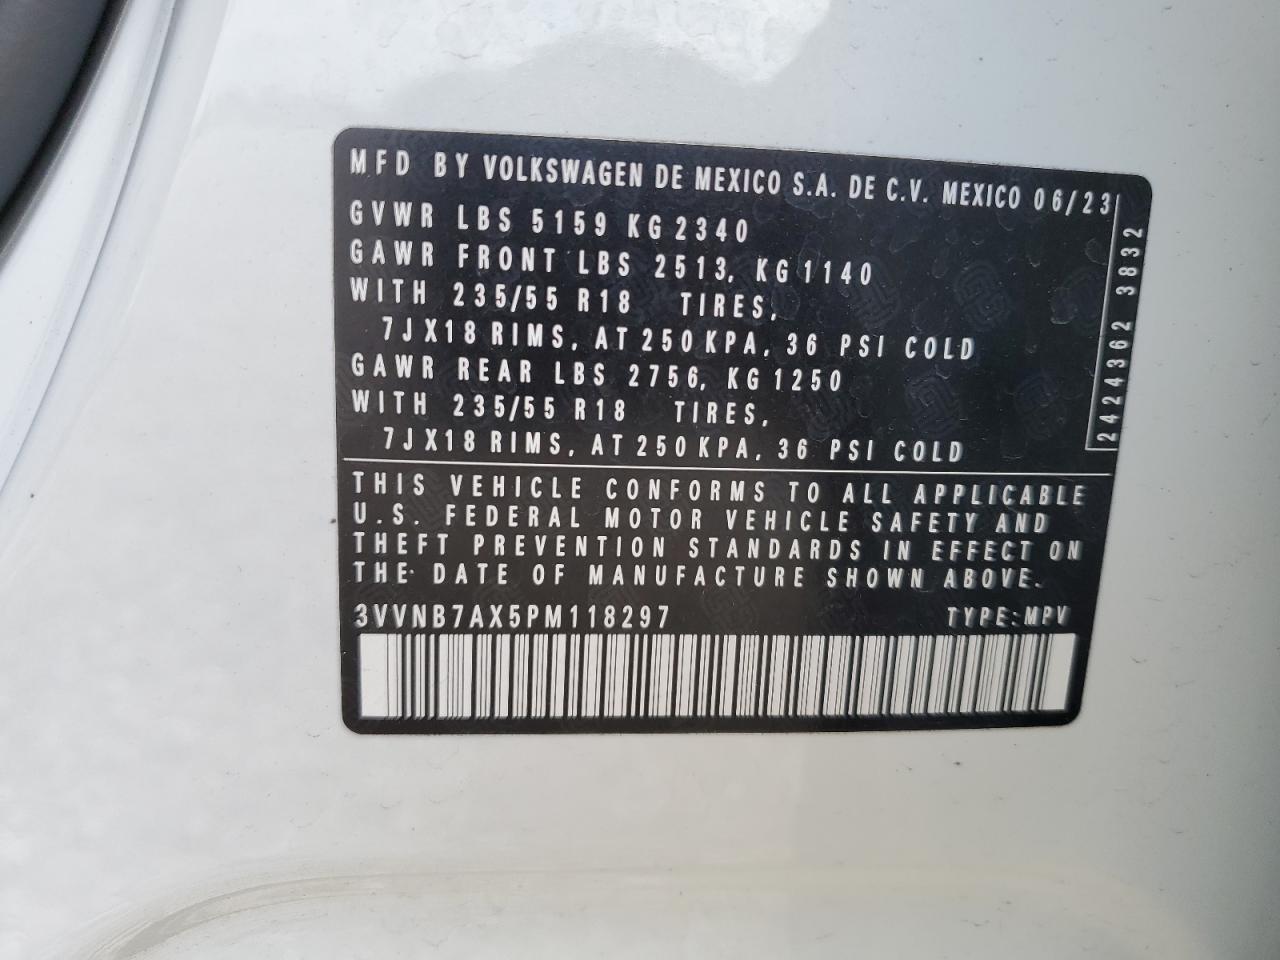 MFD BY VOLKSWAGEN DE MEXICO S.A. DE C.V. MEXICO 06/23
GVWR LBS 5159 KG 2340
GAWR FRONT LBS 2513, KG 1140
WITH 235/55 R18 TIRES,
7JX18 RIMS, AT 250 KPA, 36 PSI COLD
GAWR REAR LBS 2756, KG 1250
WITH 235/55 R18 TIRES,
7JX18 RIMS, AT 250 KPA, 36 PSI COLD
2424362 3832
THIS VEHICLE CONFORMS TO ALL APPLICABLE
U.S. FEDERAL MOTOR VEHICLE SAFETY AND
THEFT PREVENTION STANDARDS IN EFFECT ON
THE DATE OF MANUFACTURE SHOWN ABOVE.
3VVNB7AX5PM118297 TYPE: MPV